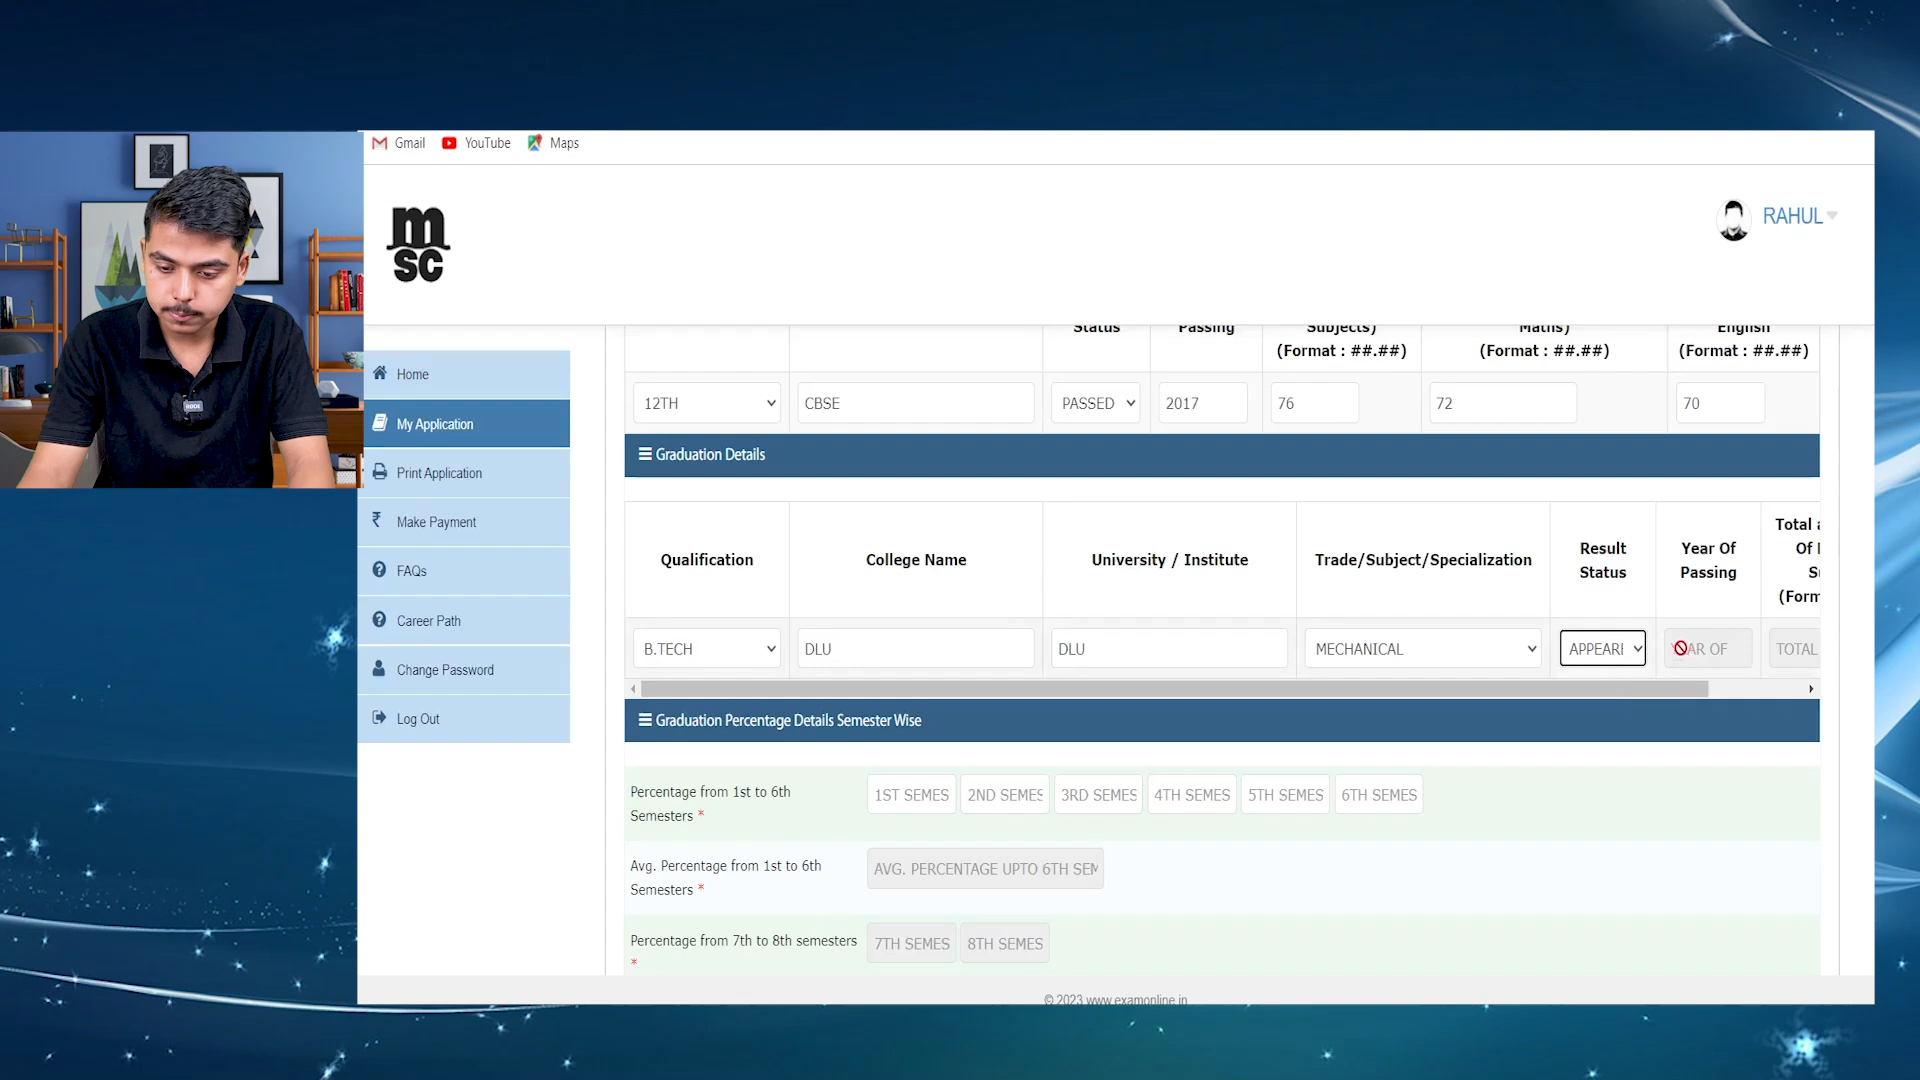 Gmail YouTube Maps
msc
RAHUL
Home
My Application
Print Application
Make Payment
FAQs
Career Path
Change Password
Log Out
Status Passing Subjects) Maths) English
(Format : ##.##) (Format : ##.##) (Format : ##.##)
12TH CBSE PASSED 2017 76 72 70
Graduation Details
Qualification College Name University / Institute Trade/Subject/Specialization Result Status Year Of Passing Total
Of
(Form
B.TECH DLU DLU MECHANICAL APPEARI AR OF TOTAL
Graduation Percentage Details Semester Wise
Percentage from 1st to 6th
Semesters *
1ST SEMES 2ND SEMES 3RD SEMES 4TH SEMES 5TH SEMES 6TH SEMES
Avg. Percentage from 1st to 6th
Semesters *
AVG. PERCENTAGE UPTO 6TH SEM
Percentage from 7th to 8th semesters
*
7TH SEMES 8TH SEMES
© 2023 www.examonline.in